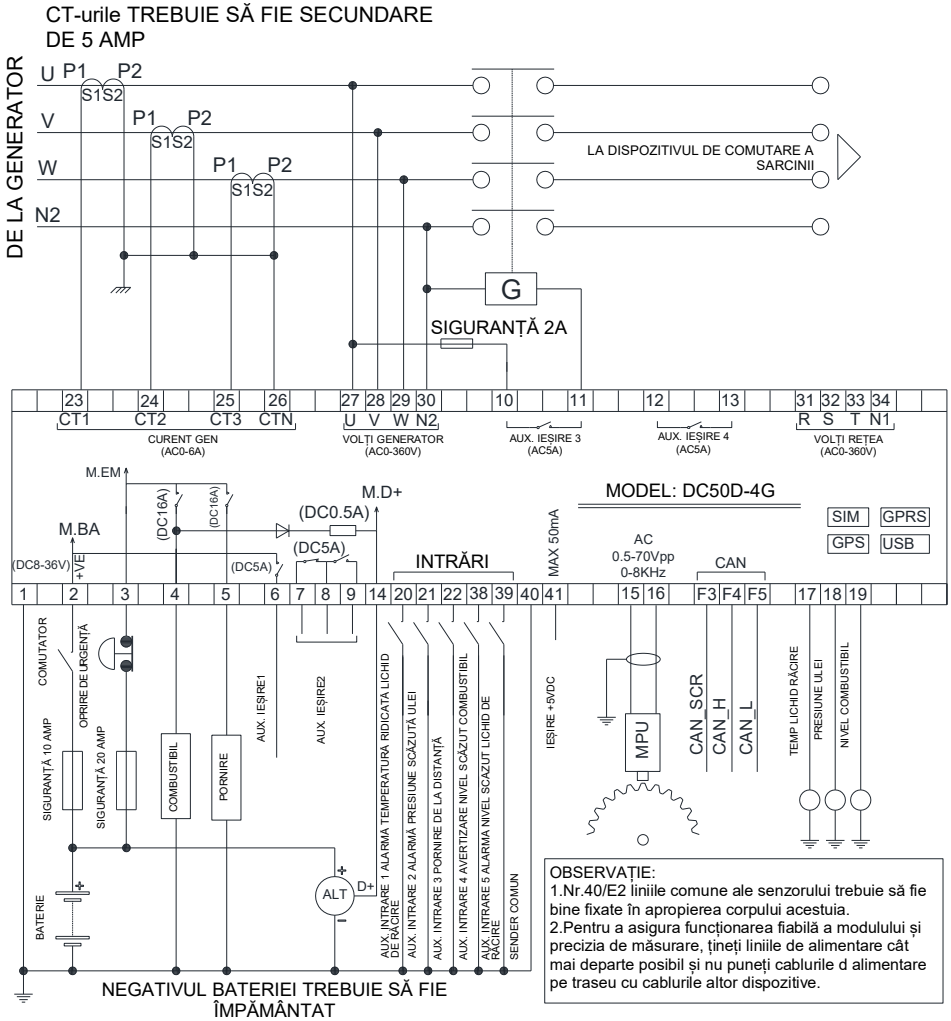 CT-urile TREBUIE SĂ FIE SECUNDARE
DE 5 AMP
DE LA GENERATOR
U P1 P2
S1S2
V P1 P2
S1S2
W P1 P2
S1S2
N2
LA DISPOZITIVUL DE COMUTARE A
SARCINII
G
SIGURANȚĂ 2A
23 24 25 26 27 28 29 30 10 11 12 13 31 32 33 34
CT1 CT2 CT3 CTN U V W N2 R S T N1
CURENT GEN
(AC0-6A)
VOLȚI GENERATOR
(AC0-360V)
AUX. IEȘIRE 3
(AC5A)
AUX. IEȘIRE 4
(AC5A)
VOLȚI REȚEA
(AC0-360V)
M.EM
(DC16A)
(DC16A)
M.D+
(DC0.5A)
MODEL: DC50D-4G
SIM GPRS
GPS USB
M.BA
(DC8-36V)
+VE
(DC5A)
(DC5A)
INTRĂRI
MAX 50mA
AC
0.5-70Vpp
0-8KHz
CAN
1 2 3 4 5 6 7 8 9 14 20 21 22 38 39 40 41 15 16 F3 F4 F5 17 18 19
COMUTATOR
OPRIRE DE URGENȚĂ
SIGURANȚĂ 10 AMP
SIGURANȚĂ 20 AMP
COMBUSTIBIL
PORNIRE
AUX. IEȘIRE1
AUX. IEȘIRE2
AUX. INTRARE 1 ALARMĂ TEMPERATURĂ RIDICATĂ LICHID
DE RĂCIRE
AUX. INTRARE 2 ALARMĂ PRESIUNE SCĂZUTĂ ULEI
AUX. INTRARE 3 PORNIRE DE LA DISTANȚĂ
AUX. INTRARE 4 AVERTIZARE NIVEL SCĂZUT COMBUSTIBIL
AUX. INTRARE 5 ALARMA NIVEL SCAZUT LICHID DE
RĂCIRE
SENDER COMUN
IEȘIRE +5VDC
MPU
CAN_SCR
CAN_H
CAN_L
TEMP LICHID RĂCIRE
PRESIUNE ULEI
NIVEL COMBUSTIBIL
BATERIE
+
−
+
ALT
−
D+
NEGATIVUL BATERIEI TREBUIE SĂ FIE
ÎMPĂMÂNTAT
OBSERVAȚIE:
1.Nr.40/E2 liniile comune ale senzorului trebuie să fie
bine fixate în apropierea corpului acestuia.
2.Pentru a asigura funcționarea fiabilă a modulului și
precizia de măsurare, țineți liniile de alimentare cât
mai departe posibil și nu puneți cablurile d alimentare
pe traseu cu cablurile altor dispozitive.